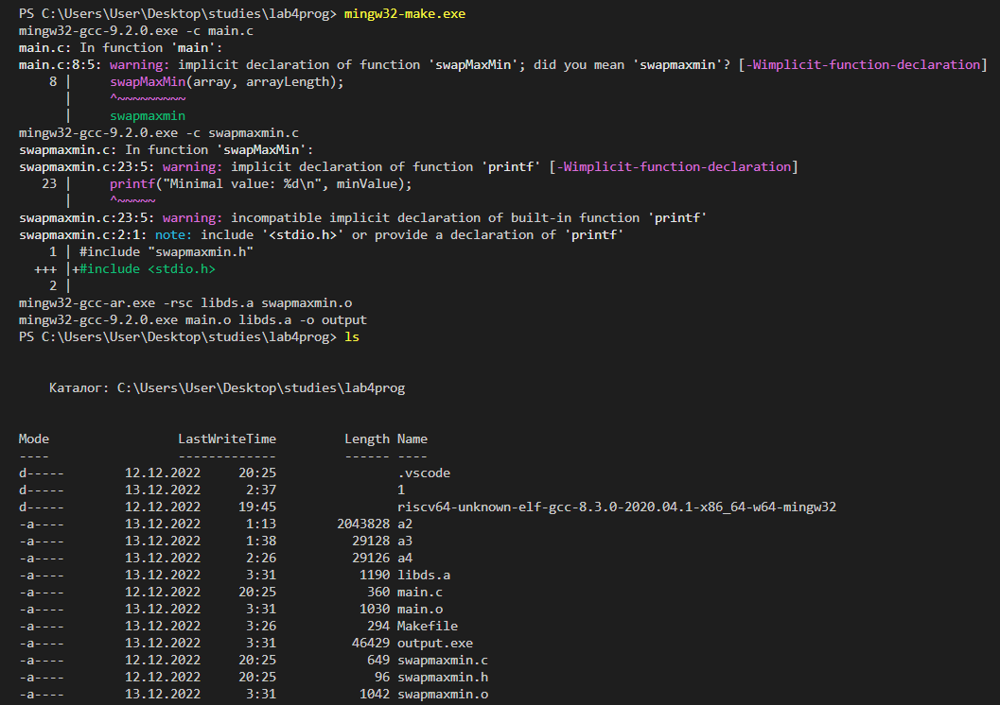 PS C:\Users\User\Desktop\studies\lab4prog> mingw32-make.exe
mingw32-gcc-9.2.0.exe -c main.c
main.c: In function 'main':
main.c:8:5: warning: implicit declaration of function 'swapMaxMin'; did you mean 'swapmaxmin'? [-Wimplicit-function-declaration]
    8 |     swapMaxMin(array, arrayLength);
      |     ^~~~~~~~~~
      |     swapmaxmin
mingw32-gcc-9.2.0.exe -c swapmaxmin.c
swapmaxmin.c: In function 'swapMaxMin':
swapmaxmin.c:23:5: warning: implicit declaration of function 'printf' [-Wimplicit-function-declaration]
   23 |     printf("Minimal value: %d\n", minValue);
      |     ^~~~~~
swapmaxmin.c:23:5: warning: incompatible implicit declaration of built-in function 'printf'
swapmaxmin.c:2:1: note: include '<stdio.h>' or provide a declaration of 'printf'
    1 | #include "swapmaxmin.h"
  +++ |+#include <stdio.h>
    2 |
mingw32-gcc-ar.exe -rsc libds.a swapmaxmin.o
mingw32-gcc-9.2.0.exe main.o libds.a -o output
PS C:\Users\User\Desktop\studies\lab4prog> ls
    Каталог: C:\Users\User\Desktop\studies\lab4prog
Mode                 LastWriteTime         Length Name
----                 -------------         ------ ----
d-----        12.12.2022     20:25                .vscode
d-----        13.12.2022      2:37                1
d-----        12.12.2022     19:45                riscv64-unknown-elf-gcc-8.3.0-2020.04.1-x86_64-w64-mingw32
-a----        13.12.2022      1:13        2043828 a2
-a----        13.12.2022      1:38          29128 a3
-a----        13.12.2022      2:26          29126 a4
-a----        13.12.2022      3:31           1190 libds.a
-a----        12.12.2022     20:25            360 main.c
-a----        13.12.2022      3:31           1030 main.o
-a----        13.12.2022      3:26            294 Makefile
-a----        13.12.2022      3:31          46429 output.exe
-a----        12.12.2022     20:25            649 swapmaxmin.c
-a----        12.12.2022     20:25             96 swapmaxmin.h
-a----        13.12.2022      3:31           1042 swapmaxmin.o